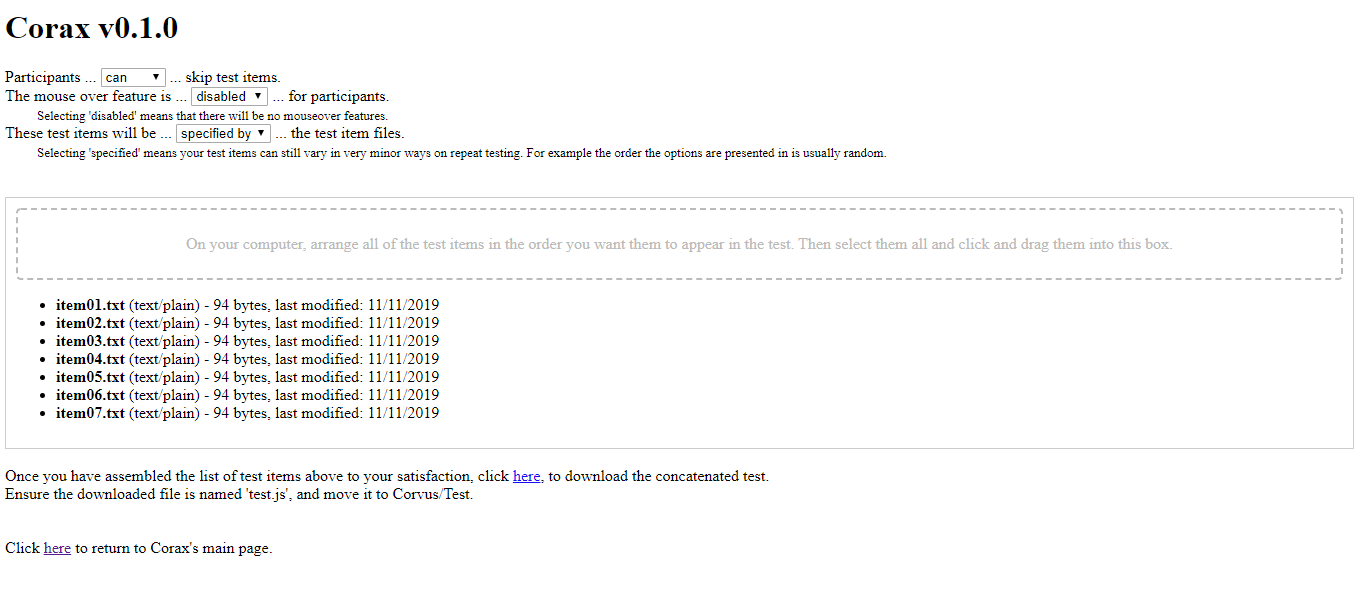 Corax v0.1.0
Participants ... can ... skip test items.
The mouse over feature is ... disabled ... for participants.
Selecting 'disabled' means that there will be no mouseover features.
These test items will be ... specified by ... the test item files.
Selecting 'specified' means your test items can still vary in very minor ways on repeat testing. For example the order the options are presented in is usually random.
On your computer, arrange all of the test items in the order you want them to appear in the test. Then select them all and click and drag them into this box.
item01.txt (text/plain) - 94 bytes, last modified: 11/11/2019
item02.txt (text/plain) - 94 bytes, last modified: 11/11/2019
item03.txt (text/plain) - 94 bytes, last modified: 11/11/2019
item04.txt (text/plain) - 94 bytes, last modified: 11/11/2019
item05.txt (text/plain) - 94 bytes, last modified: 11/11/2019
item06.txt (text/plain) - 94 bytes, last modified: 11/11/2019
item07.txt (text/plain) - 94 bytes, last modified: 11/11/2019
Once you have assembled the list of test items above to your satisfaction, click here, to download the concatenated test.
Ensure the downloaded file is named 'test.js', and move it to Corvus/Test.
Click here to return to Corax's main page.